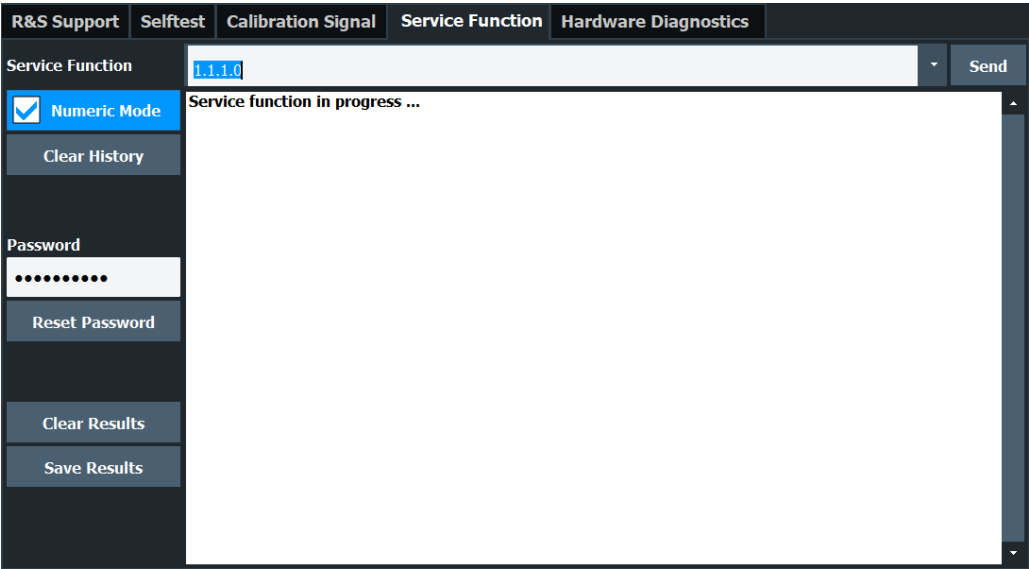 R&S Support Selftest Calibration Signal Service Function Hardware Diagnostics
Service Function 1.1.1.0 Send
Numeric Mode
Service function in progress ...
Clear History
Password
••••••••••
Reset Password
Clear Results
Save Results